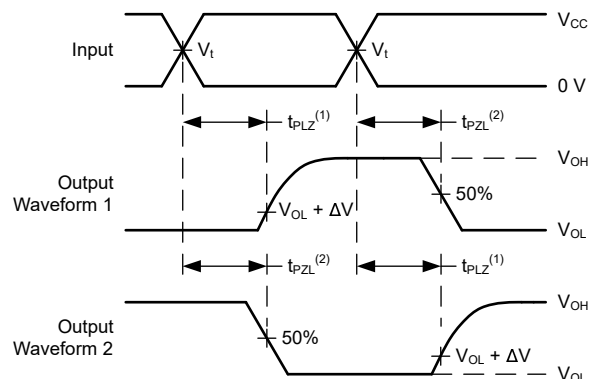 V_CC
Input
V_t
V_t
0 V
t_PLZ^(1)
t_PZL^(2)
V_OH
Output
Waveform 1
50%
V_OL + ΔV
V_OL
t_PZL^(2)
t_PLZ^(1)
V_OH
Output
Waveform 2
50%
V_OL + ΔV
V_OL